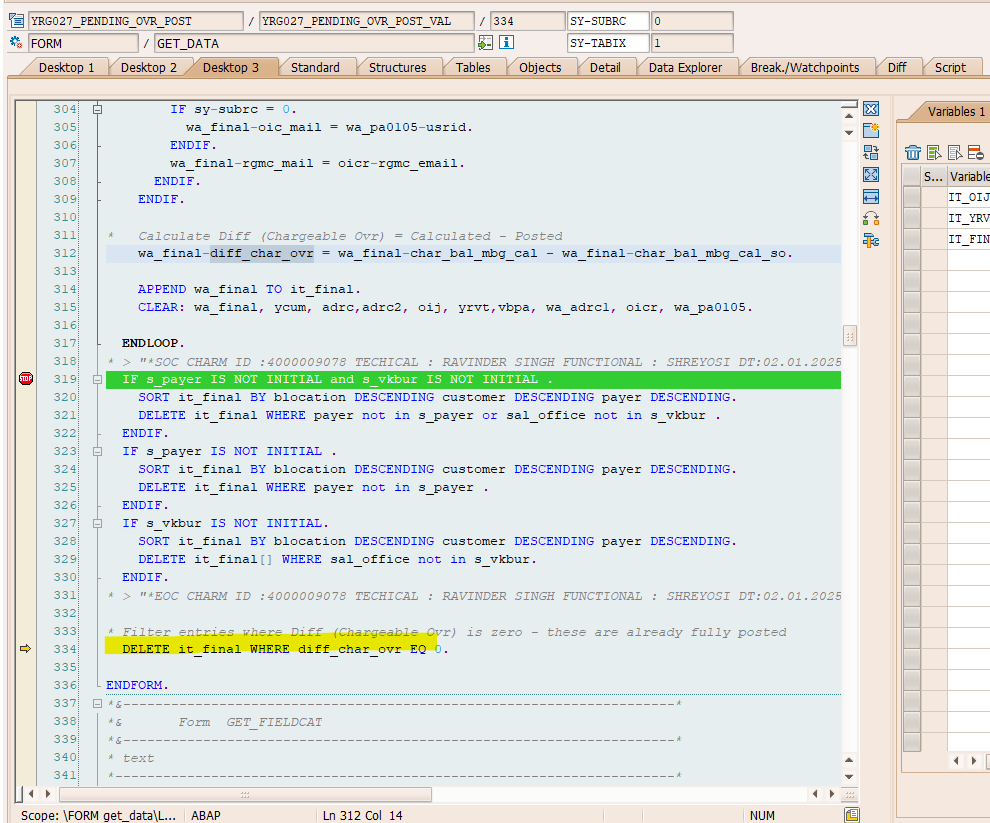 YRG027_PENDING_OVR_POST / YRG027_PENDING_OVR_POST_VAL / 334 SY-SUBRC 0
FORM / GET_DATA SY-TABIX 1
Desktop 1 Desktop 2 Desktop 3 Standard Structures Tables Objects Detail Data Explorer Break./Watchpoints Diff Script
Variables 1
S... Variable
IT_OIJ
IT_YRV
IT_FIN
304 IF sy-subrc = 0.
305 wa_final-oic_mail = wa_pa0105-usrid.
306 ENDIF.
307 wa_final-rgmc_mail = oicr-rgmc_email.
308 ENDIF.
309 ENDIF.
310
311 * Calculate Diff (Chargeable Ovr) = Calculated - Posted
312 wa_final-diff_char_ovr = wa_final-char_bal_mbg_cal - wa_final-char_bal_mbg_cal_so.
313
314 APPEND wa_final TO it_final.
315 CLEAR: wa_final, ycum, adrc,adrc2, oij, yrvt,vbpa, wa_adrc1, oicr, wa_pa0105.
316
317 ENDLOOP.
318 * > "*SOC CHARM ID :4000009078 TECHICAL : RAVINDER SINGH FUNCTIONAL : SHREYOSI DT:02.01.2025
STOP
319 IF s_payer IS NOT INITIAL and s_vkbur IS NOT INITIAL .
320 SORT it_final BY blocation DESCENDING customer DESCENDING payer DESCENDING.
321 DELETE it_final WHERE payer not in s_payer or sal_office not in s_vkbur .
322 ENDIF.
323 IF s_payer IS NOT INITIAL .
324 SORT it_final BY blocation DESCENDING customer DESCENDING payer DESCENDING.
325 DELETE it_final WHERE payer not in s_payer .
326 ENDIF.
327 IF s_vkbur IS NOT INITIAL.
328 SORT it_final BY blocation DESCENDING customer DESCENDING payer DESCENDING.
329 DELETE it_final[] WHERE sal_office not in s_vkbur.
330 ENDIF.
331 * > "*EOC CHARM ID :4000009078 TECHICAL : RAVINDER SINGH FUNCTIONAL : SHREYOSI DT:02.01.2025
332
333 * Filter entries where Diff (Chargeable Ovr) is zero - these are already fully posted
334 DELETE it_final WHERE diff_char_ovr EQ 0.
335
336 ENDFORM.
337 *&---------------------------------------------------------------------*
338 *& Form GET_FIELDCAT
339 *&---------------------------------------------------------------------*
340 * text
341 *----------------------------------------------------------------------*
Scope: \FORM get_data\L... ABAP Ln 312 Col 14 NUM